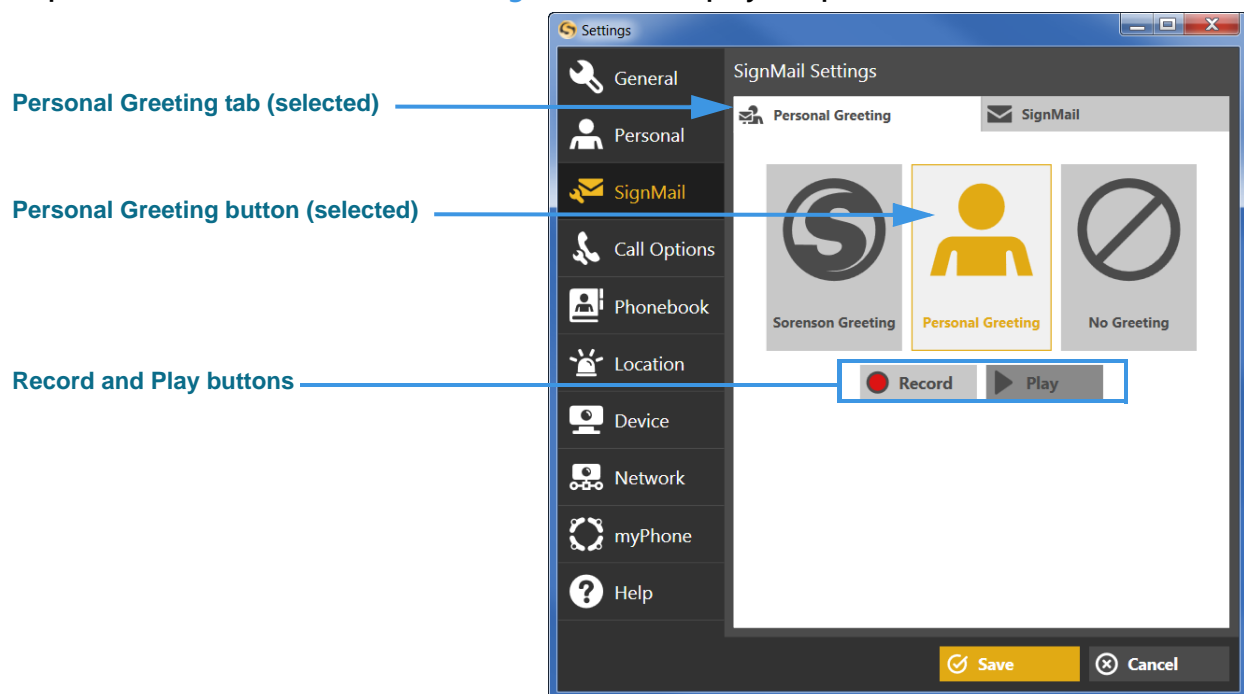 Settings
General
Personal
SignMail
Call Options
Phonebook
Location
Device
Network
myPhone
Help
SignMail Settings
Personal Greeting
SignMail
Sorenson Greeting
Personal Greeting
No Greeting
Record
Play
Save
Cancel
Personal Greeting tab (selected)
Personal Greeting button (selected)
Record and Play buttons